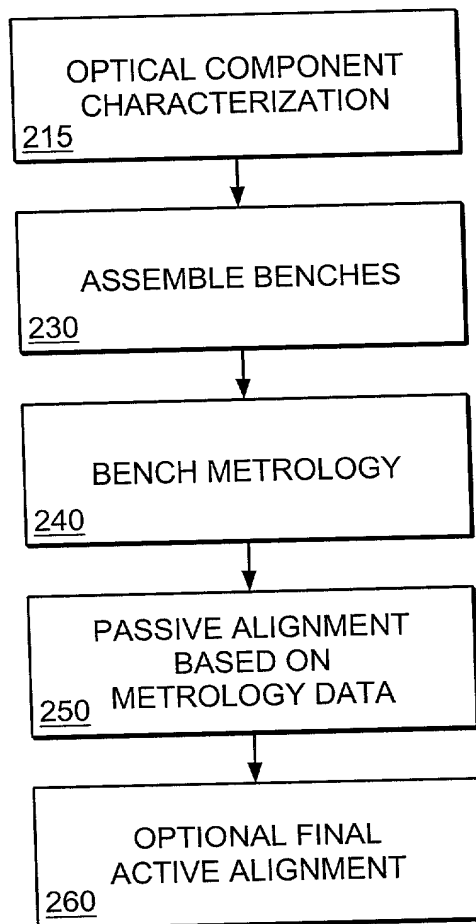 OPTICAL COMPONENT
CHARACTERIZATION
215
ASSEMBLE BENCHES
230
BENCH METROLOGY
240
PASSIVE ALIGNMENT
BASED ON
METROLOGY DATA
250
OPTIONAL FINAL
ACTIVE ALIGNMENT
260